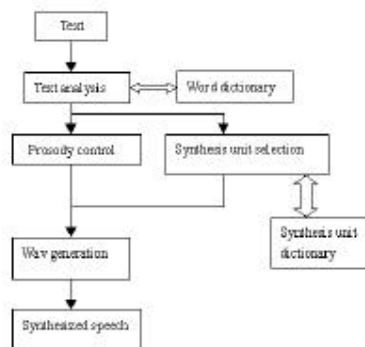 Text
Text analysis
Word dictionary
Prosody control
Synthesis unit selection
Wav generation
Synthesis unit
dictionary
Synthesized speech